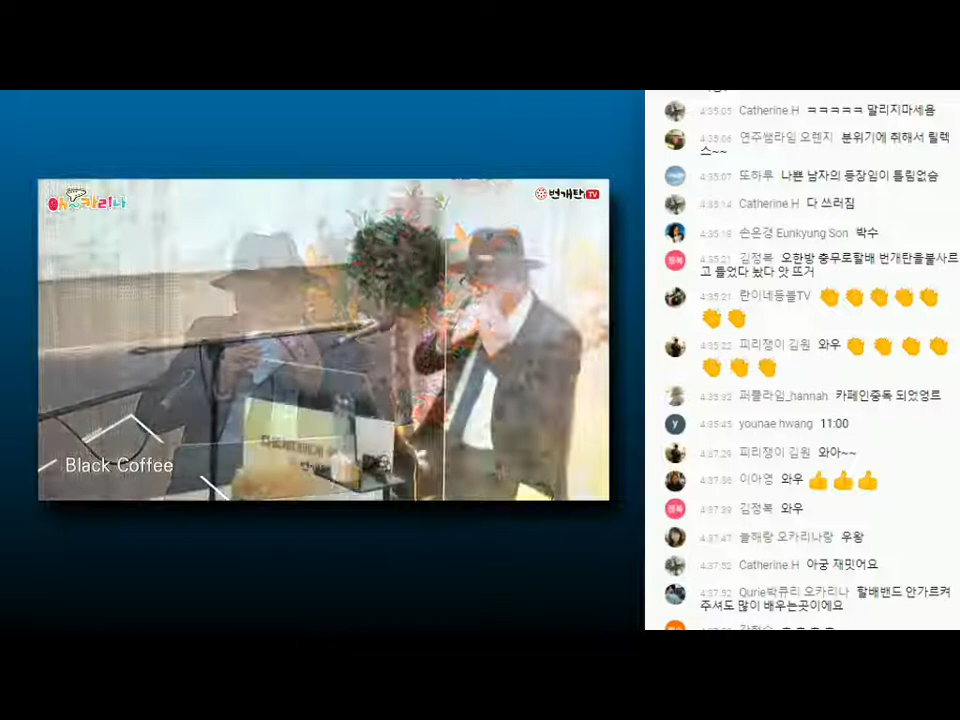 오카리나
번개탄 TV
Black Coffee
4:35:05 Catherine.H ㅋㅋㅋㅋㅋ 말리지마세욤
4:35:06 연주쌤라임 오렌지 분위기에 취해서 릴렉
스~~
4:35:07 또하루 나쁜 남자의 등장임이 틀림없슴
4:35:14 Catherine.H 다 쓰러짐
4:35:18 손은경 Eunkyung Son 박수
4:35:21 김정복 오한방 충무로할배 번개탄을불사르
고 들었다 놨다 앗 뜨거
4:35:21 란이네등불TV 👏👏👏👏👏
👏👏
4:35:22 피리쟁이 김원 와우 👏👏👏👏
👏👏👏
4:35:32 퍼플라임_hannah 카페인중독 되었엉르
y 4:35:45 younae hwang 11:00
4:37:29 피리쟁이 김원 와아~~
4:37:36 이아영 와우 👍👍👍
4:37:39 김정복 와우
4:37:47 늘해랑 오카리나랑 우왕
4:37:52 Catherine.H 아궁 재밋어요
4:37:52 Qurie박큐리 오카리나 할배밴드 안가르켜
주셔도 많이 배우는곳이에요